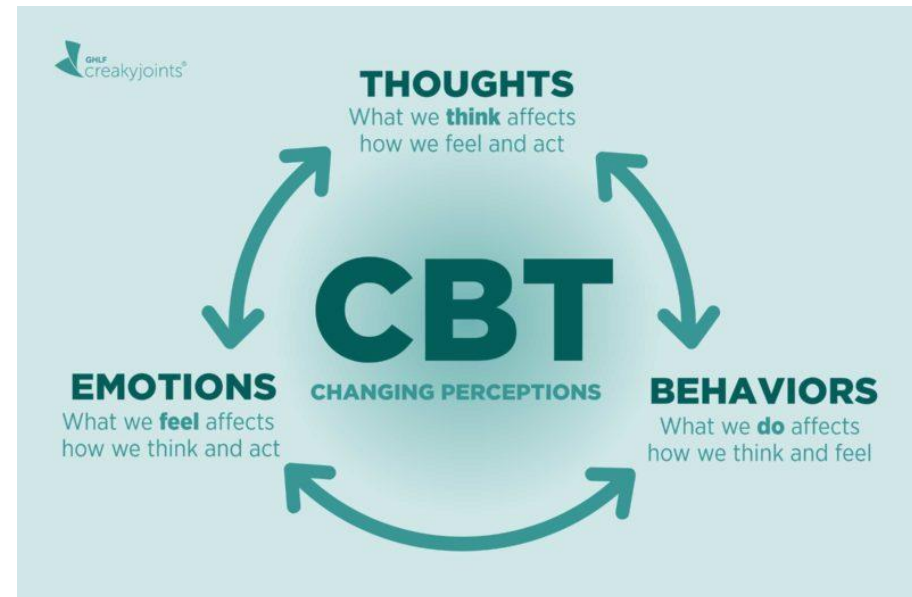 GHLF
creakyjoints®
THOUGHTS
What we think affects
how we feel and act
CBT
CHANGING PERCEPTIONS
EMOTIONS
What we feel affects
how we think and act
BEHAVIORS
What we do affects
how we think and feel